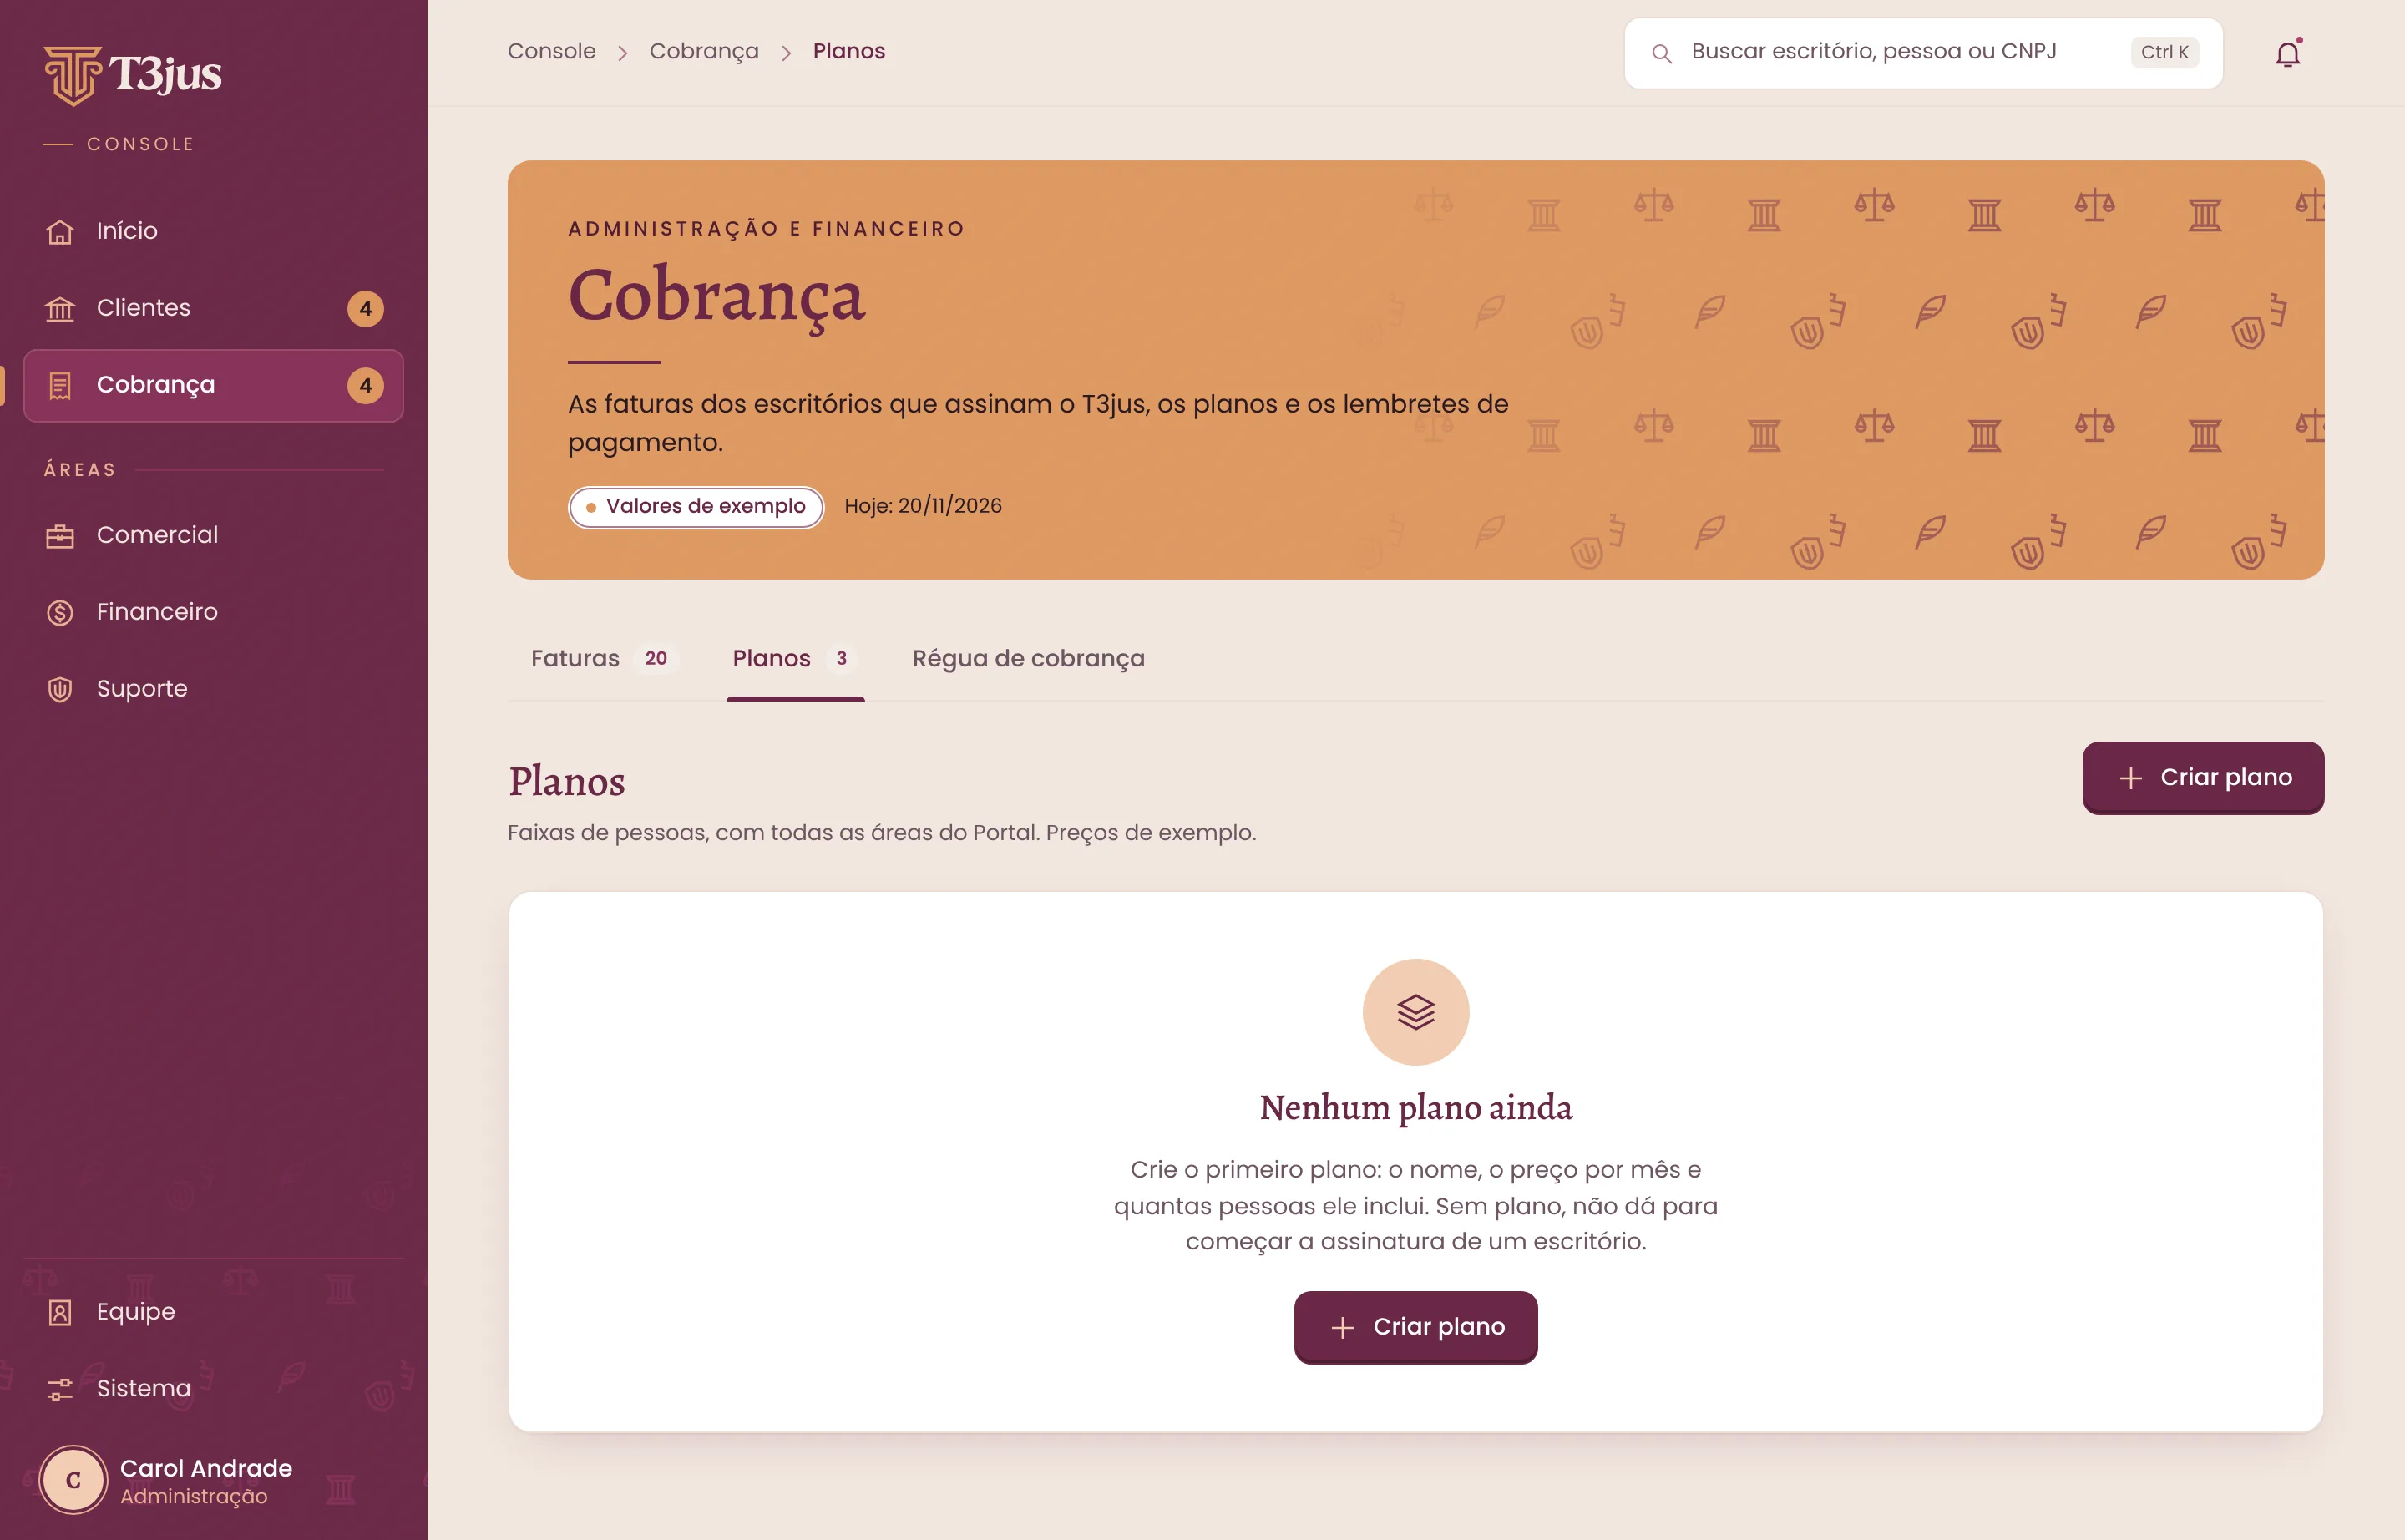 T3jus
CONSOLE
Início
Clientes 4
Cobrança 4
ÁREAS
Comercial
Financeiro
Suporte
Equipe
Sistema
C
Carol Andrade
Administração
Console > Cobrança > Planos
Buscar escritório, pessoa ou CNPJ
Ctrl K
ADMINISTRAÇÃO E FINANCEIRO
Cobrança
As faturas dos escritórios que assinam o T3jus, os planos e os lembretes de
pagamento.
Valores de exemplo
Hoje: 20/11/2026
Faturas 20
Planos 3
Régua de cobrança
Planos
Faixas de pessoas, com todas as áreas do Portal. Preços de exemplo.
Criar plano
Nenhum plano ainda
Crie o primeiro plano: o nome, o preço por mês e
quantas pessoas ele inclui. Sem plano, não dá para
começar a assinatura de um escritório.
Criar plano